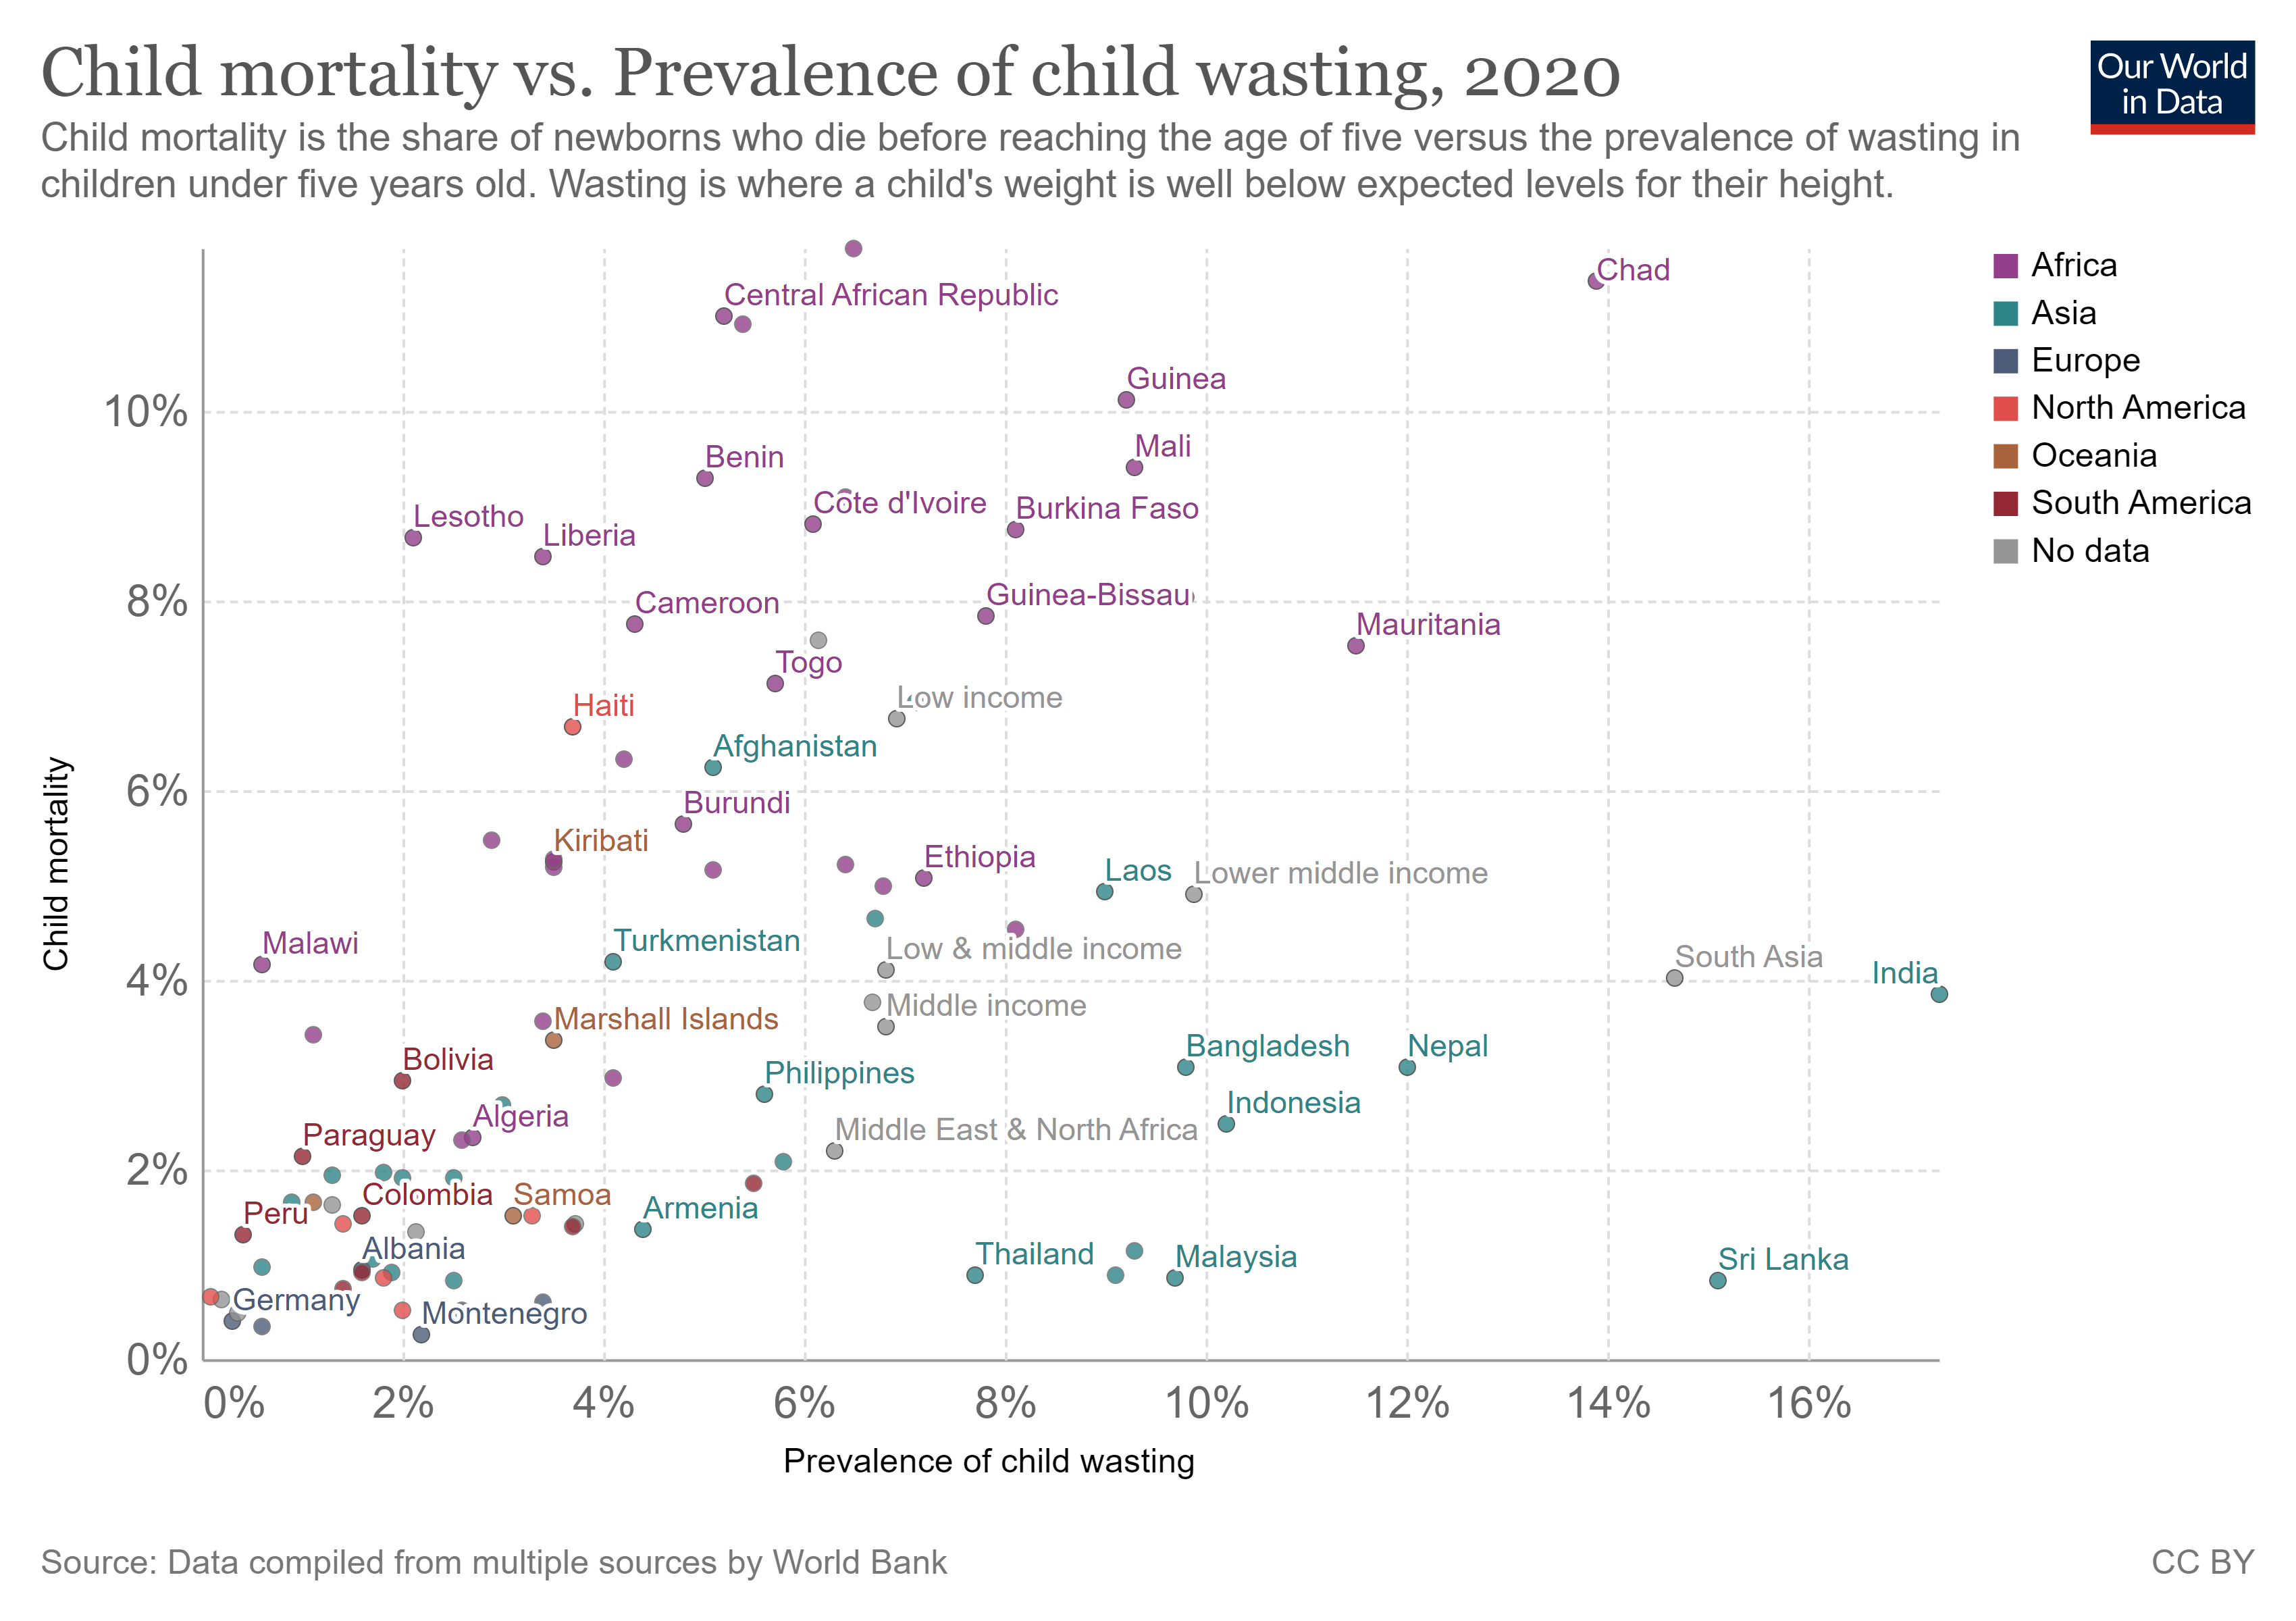 Child mortality vs. Prevalence of child wasting, 2020
Our World
in Data
Child mortality is the share of newborns who die before reaching the age of five versus the prevalence of wasting in
children under five years old. Wasting is where a child's weight is well below expected levels for their height.
Africa
Asia
Europe
North America
Oceania
South America
No data
Chad
Central African Republic
Guinea
10%
Mali
Benin
Côte d'Ivoire
Burkina Faso
Lesotho
Liberia
8%
Cameroon
Guinea-Bissau
Mauritania
Togo
Low income
Haiti
Afghanistan
6%
Burundi
Kiribati
Ethiopia
Laos
Lower middle income
Child mortality
Malawi
Turkmenistan
Low & middle income
South Asia
India
4%
Middle income
Marshall Islands
Bolivia
Bangladesh
Nepal
Philippines
Indonesia
Algeria
Paraguay
Middle East & North Africa
2%
Colombia
Samoa
Peru
Armenia
Albania
Thailand
Malaysia
Sri Lanka
Germany
Montenegro
0%
0%
2%
4%
6%
8%
10%
12%
14%
16%
Prevalence of child wasting
Source: Data compiled from multiple sources by World Bank
CC BY